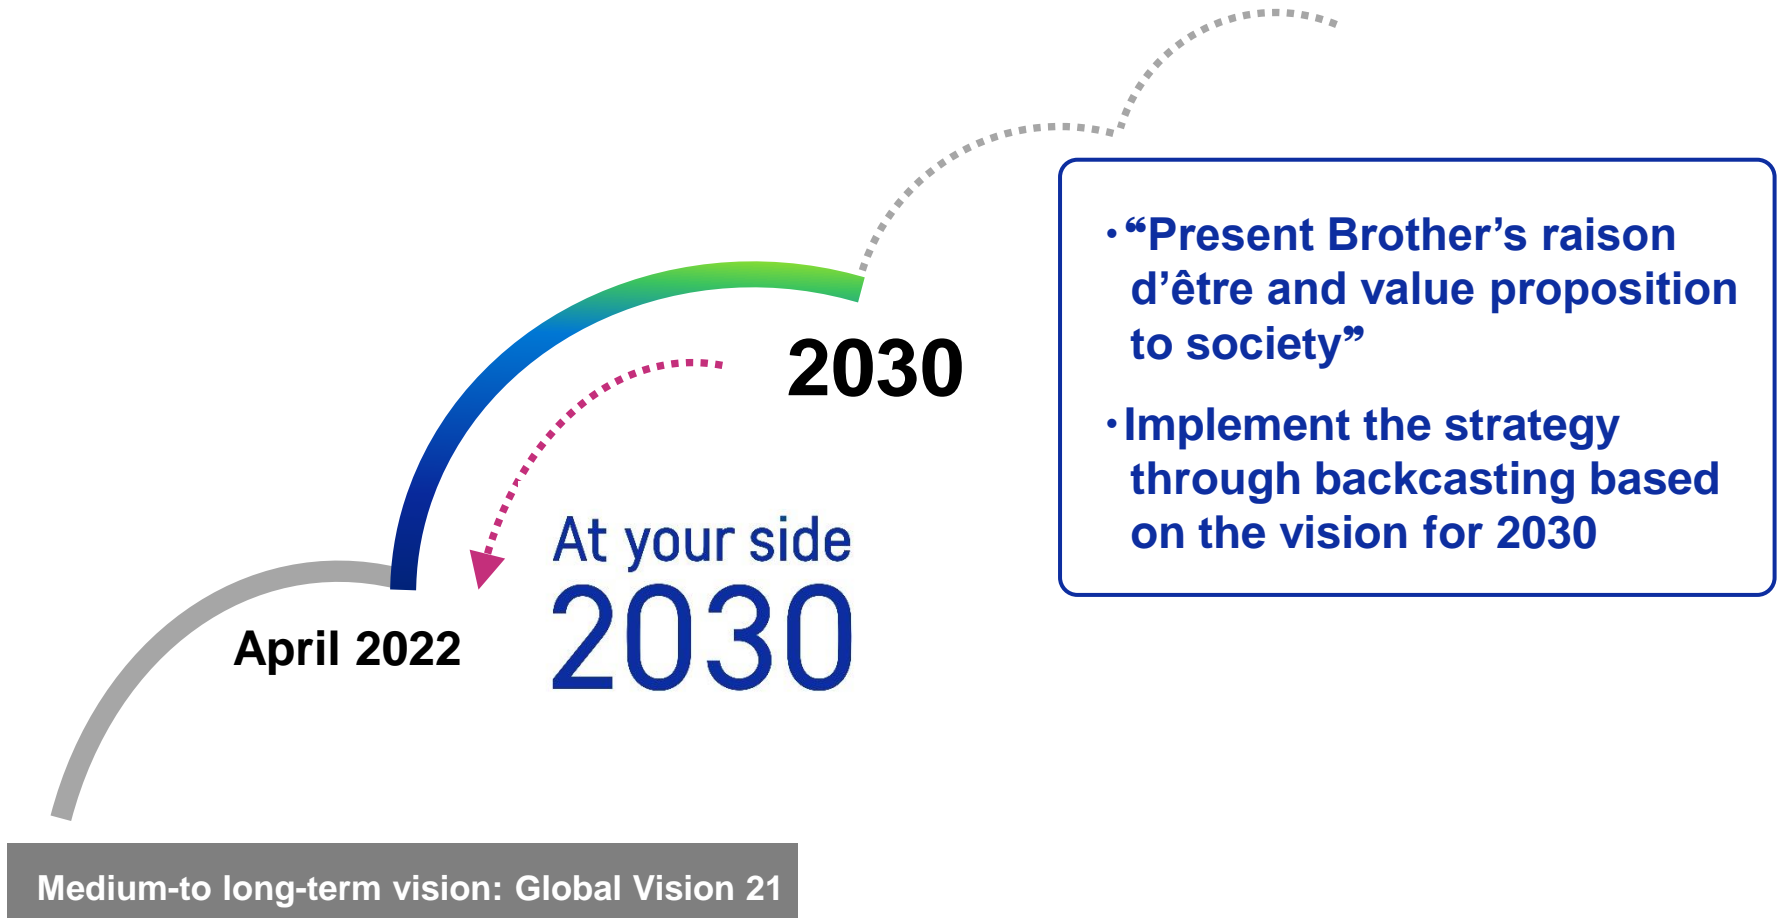 ・“Present Brother’s raison
d’être and value proposition
to society”
・Implement the strategy
through backcasting based
on the vision for 2030
2030
At your side
2030
April 2022
Medium-to long-term vision: Global Vision 21